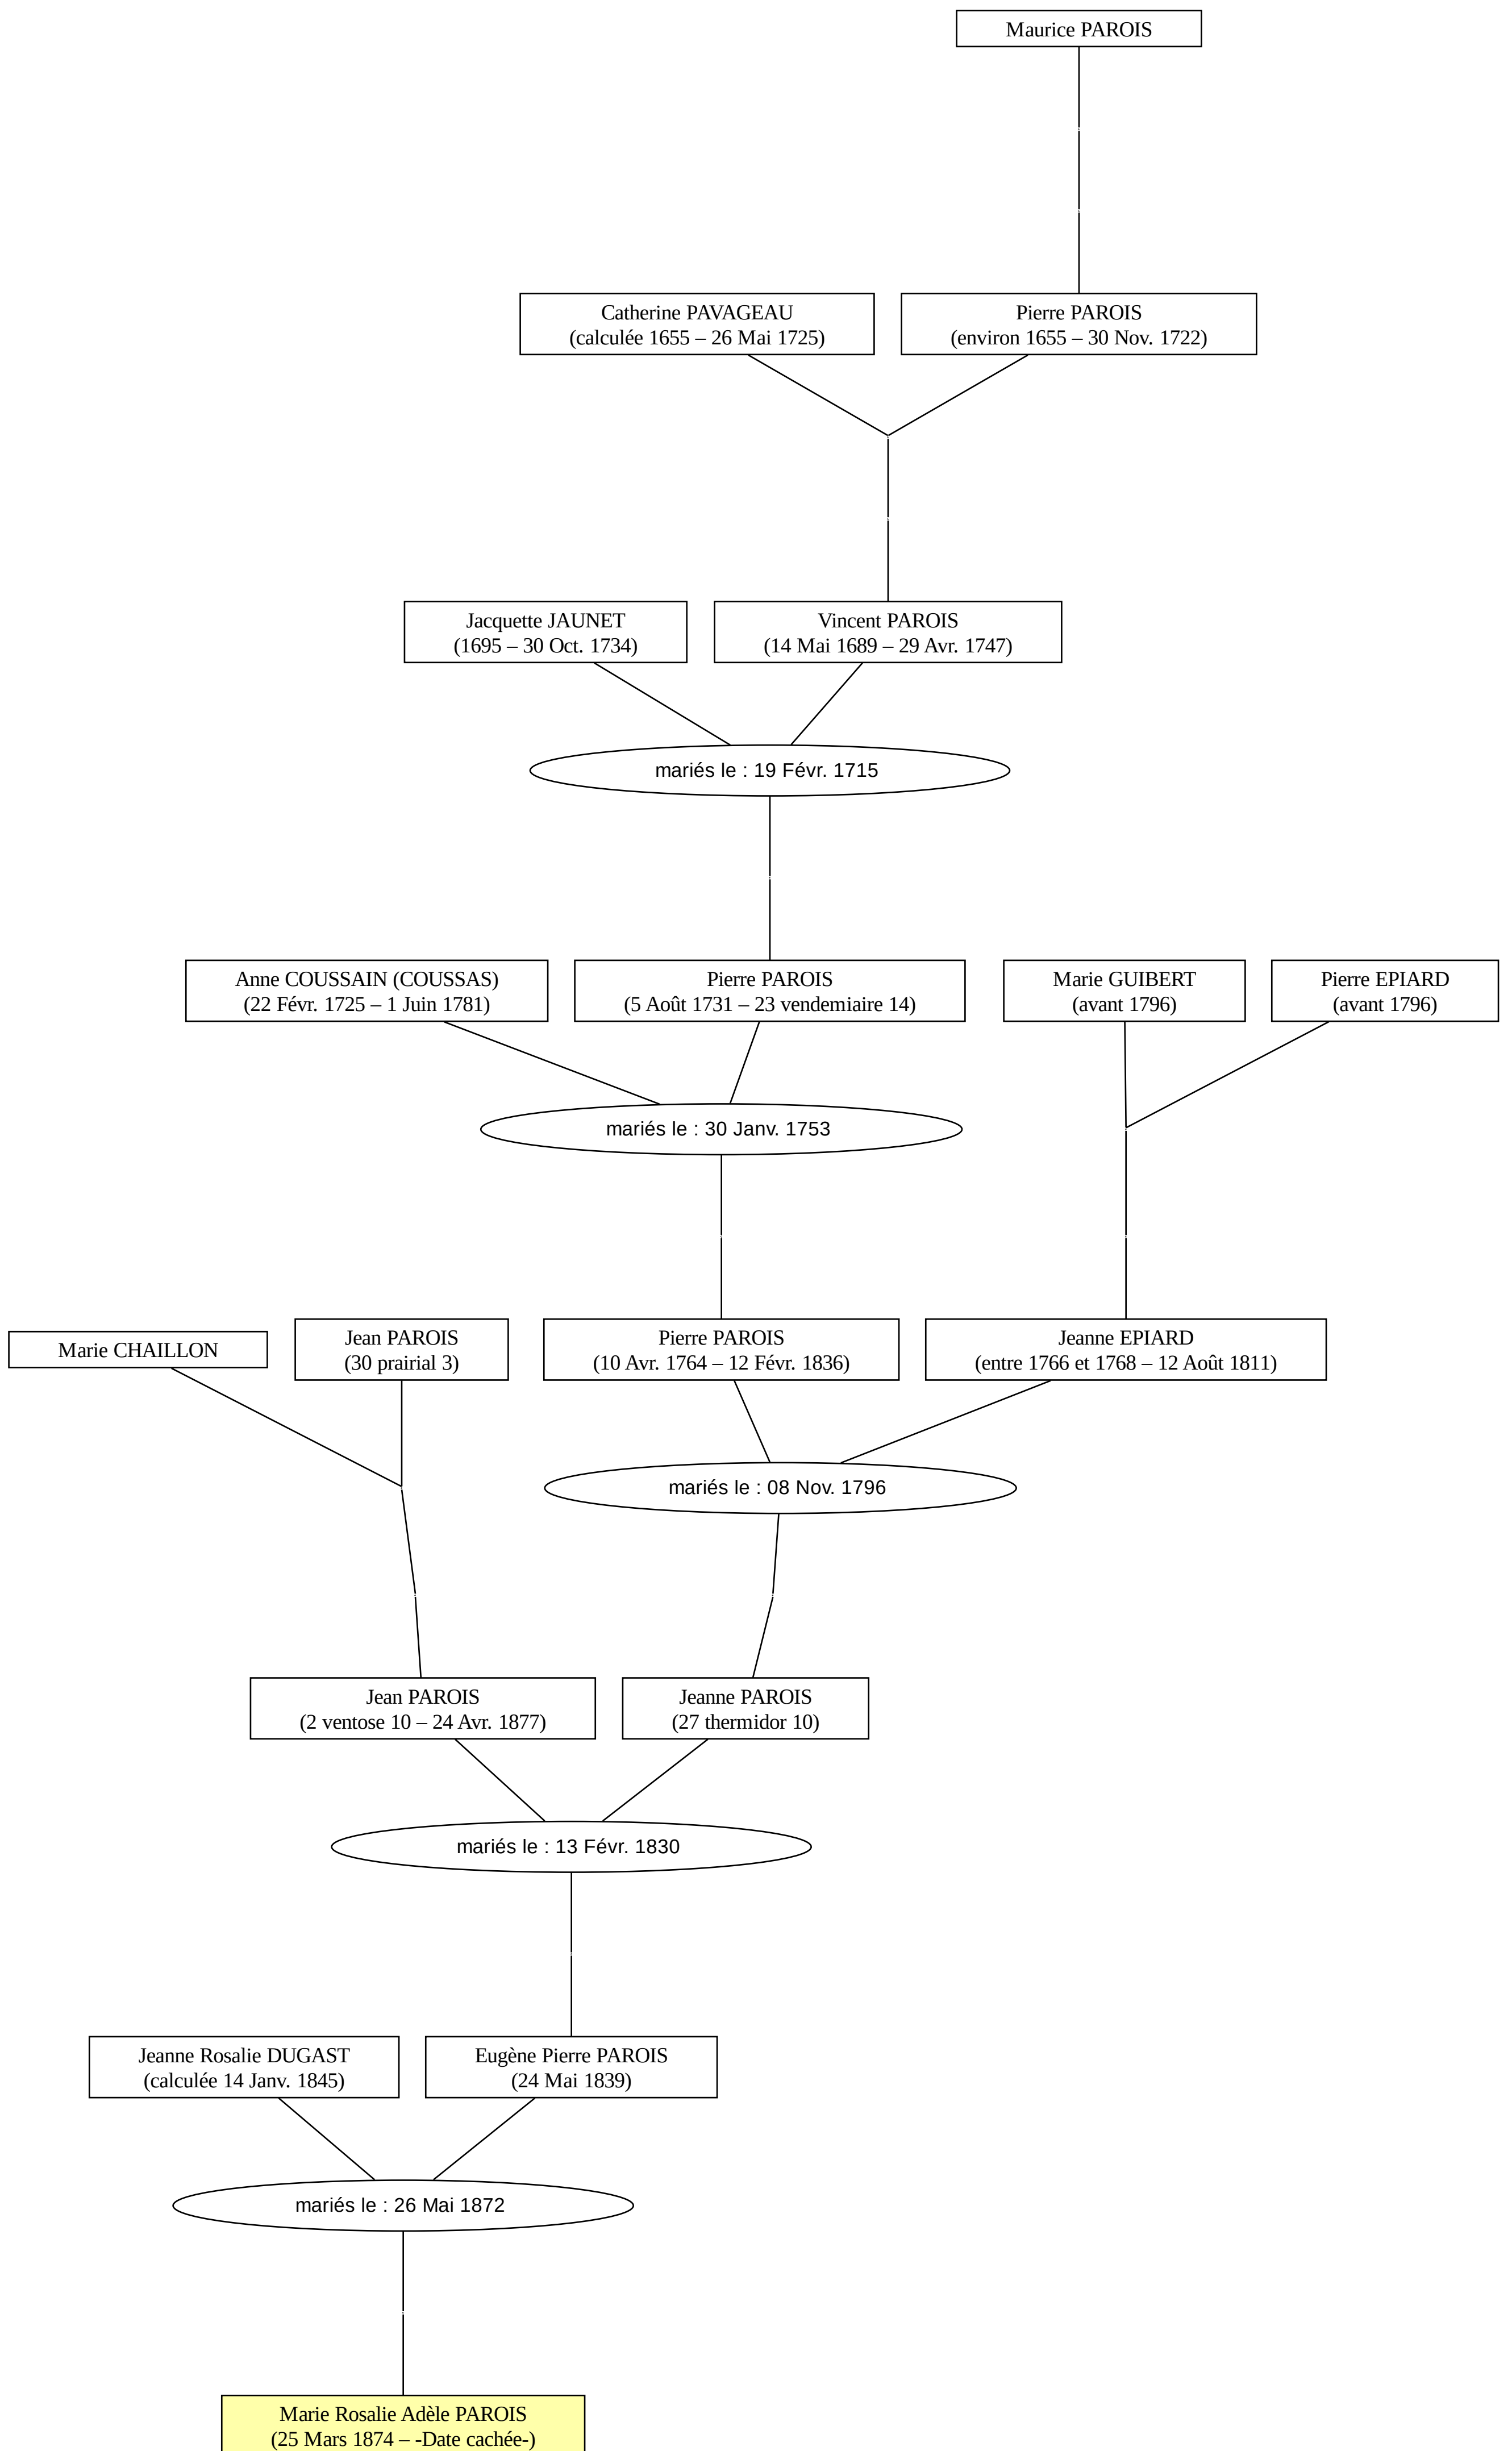 Maurice PAROIS
Catherine PAVAGEAU
(calculée 1655 – 26 Mai 1725)
Pierre PAROIS
(environ 1655 – 30 Nov. 1722)
Jacquette JAUNET
(1695 – 30 Oct. 1734)
Vincent PAROIS
(14 Mai 1689 – 29 Avr. 1747)
mariés le : 19 Févr. 1715
Anne COUSSAIN (COUSSAS)
(22 Févr. 1725 – 1 Juin 1781)
Pierre PAROIS
(5 Août 1731 – 23 vendemiaire 14)
Marie GUIBERT
(avant 1796)
Pierre EPIARD
(avant 1796)
mariés le : 30 Janv. 1753
Marie CHAILLON
Jean PAROIS
(30 prairial 3)
Pierre PAROIS
(10 Avr. 1764 – 12 Févr. 1836)
Jeanne EPIARD
(entre 1766 et 1768 – 12 Août 1811)
mariés le : 08 Nov. 1796
Jean PAROIS
(2 ventose 10 – 24 Avr. 1877)
Jeanne PAROIS
(27 thermidor 10)
mariés le : 13 Févr. 1830
Jeanne Rosalie DUGAST
(calculée 14 Janv. 1845)
Eugène Pierre PAROIS
(24 Mai 1839)
mariés le : 26 Mai 1872
Marie Rosalie Adèle PAROIS
(25 Mars 1874 – -Date cachée-)